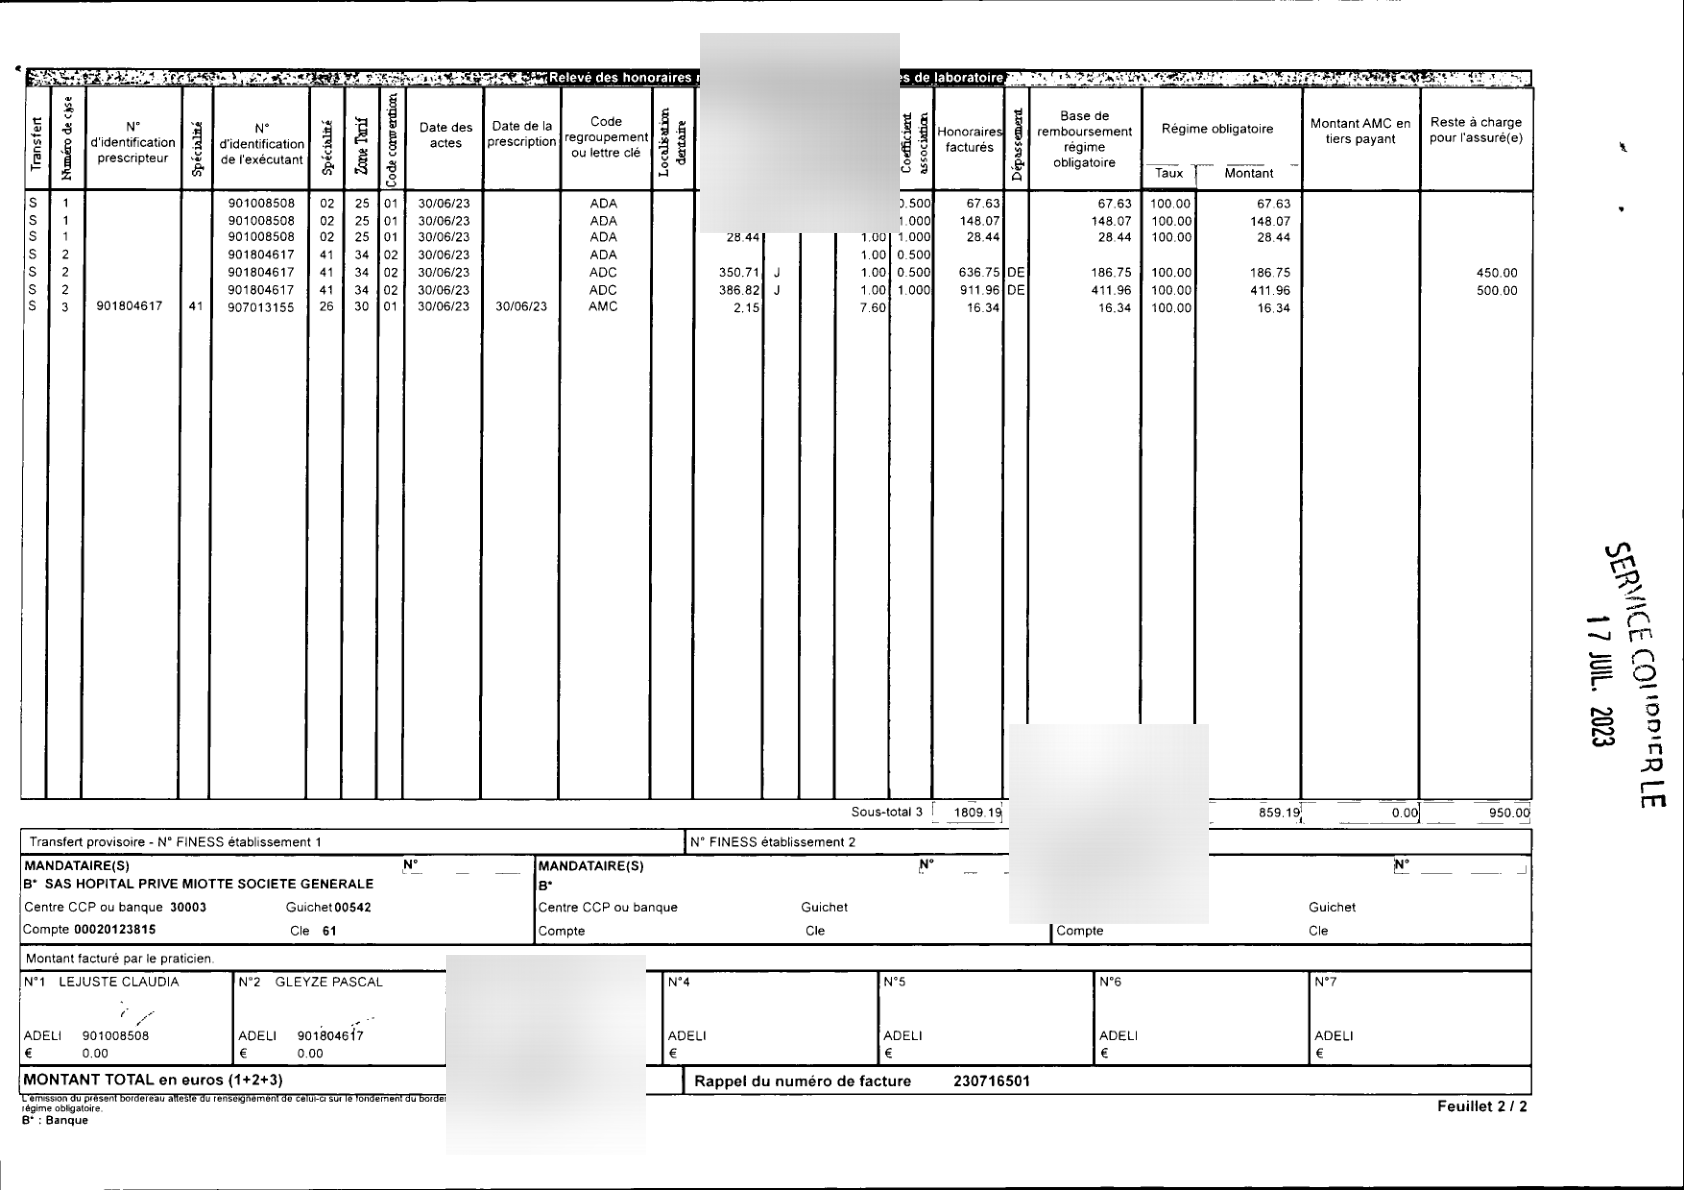 Relevé des honoraires
es de laboratoire
Transfert
Numéro de case
N° d'identification prescripteur
Spécialité
N° d'identification de l'exécutant
Spécialité
Zone Tarif
Code convention
Date des actes
Date de la prescription
Code regroupement ou lettre clé
Localisation dentaire
Coefficient association
Honoraires facturés
Dépassement
Base de remboursement régime obligatoire
Régime obligatoire
Taux
Montant
Montant AMC en tiers payant
Reste à charge pour l'assuré(e)
S 1 901008508 02 25 01 30/06/23 ADA 0.500 67.63 67.63 100.00 67.63
S 1 901008508 02 25 01 30/06/23 ADA 1.000 148.07 148.07 100.00 148.07
S 1 901008508 02 25 01 30/06/23 ADA 28.44 1.00 1.000 28.44 28.44 100.00 28.44
S 2 901804617 41 34 02 30/06/23 ADA 1.00 0.500
S 2 901804617 41 34 02 30/06/23 ADC 350.71 J 1.00 0.500 636.75 DE 186.75 100.00 186.75 450.00
S 2 901804617 41 34 02 30/06/23 ADC 386.82 J 1.00 1.000 911.96 DE 411.96 100.00 411.96 500.00
S 3 901804617 41 907013155 26 30 01 30/06/23 30/06/23 AMC 2.15 7.60 16.34 16.34 100.00 16.34
Sous-total 3 1809.19 859.19 0.00 950.00
Transfert provisoire - N° FINESS établissement 1
N° FINESS établissement 2
MANDATAIRE(S) N°
B* SAS HOPITAL PRIVE MIOTTE SOCIETE GENERALE
Centre CCP ou banque 30003 Guichet 00542
Compte 00020123815 Cle 61
MANDATAIRE(S) N°
B*
Centre CCP ou banque Guichet
Compte Cle
N°
Guichet
Compte Cle
Montant facturé par le praticien.
N°1 LEJUSTE CLAUDIA
ADELI 901008508
€ 0.00
N°2 GLEYZE PASCAL
ADELI 901804617
€ 0.00
N°4
ADELI
€
N°5
ADELI
€
N°6
ADELI
€
N°7
ADELI
€
MONTANT TOTAL en euros (1+2+3)
Rappel du numéro de facture 230716501
L'émission du présent bordereau atteste du renseignement de celui-ci sur le fondement du borde
régime obligatoire.
B* : Banque
Feuillet 2 / 2
SERVICE COURRIER LE
17 JUIL. 2023